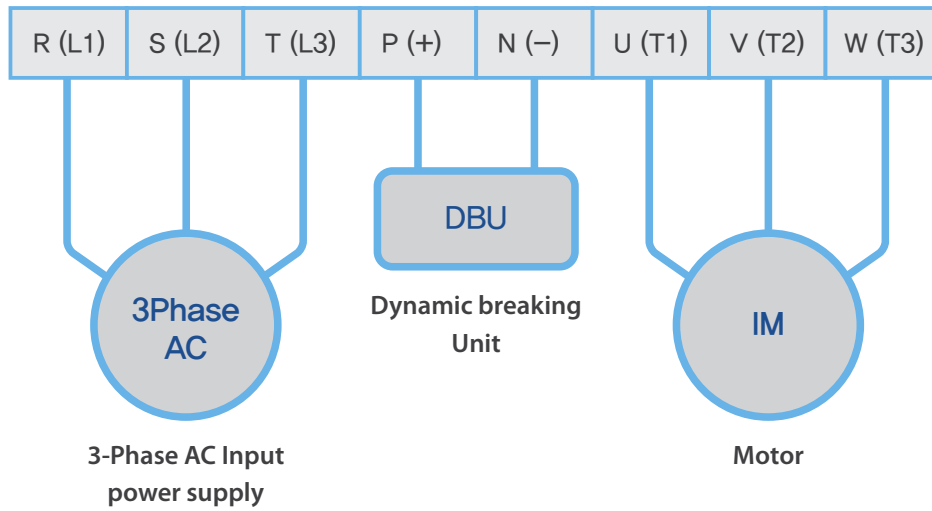 R (L1) S (L2) T (L3) P (+) N (−) U (T1) V (T2) W (T3)
DBU
3Phase
AC
Dynamic breaking
Unit
IM
3-Phase AC Input
power supply
Motor